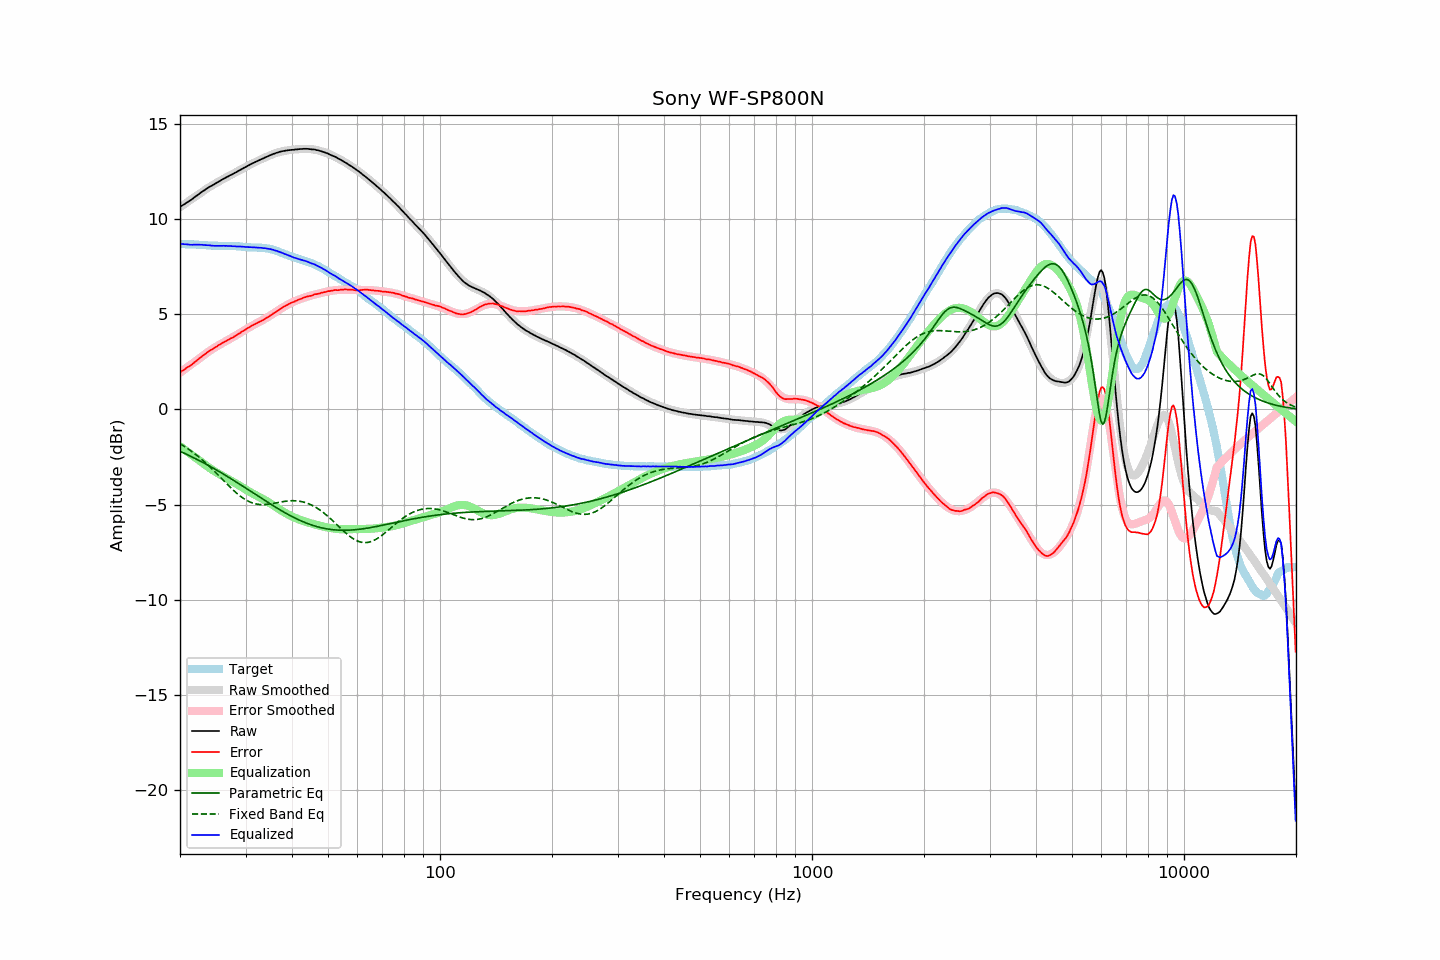 Sony WF-SP800N
15
10
5
0
−5
−10
−15
−20
Amplitude (dBr)
Target
Raw Smoothed
Error Smoothed
Raw
Error
Equalization
Parametric Eq
Fixed Band Eq
Equalized
100
1000
10000
Frequency (Hz)